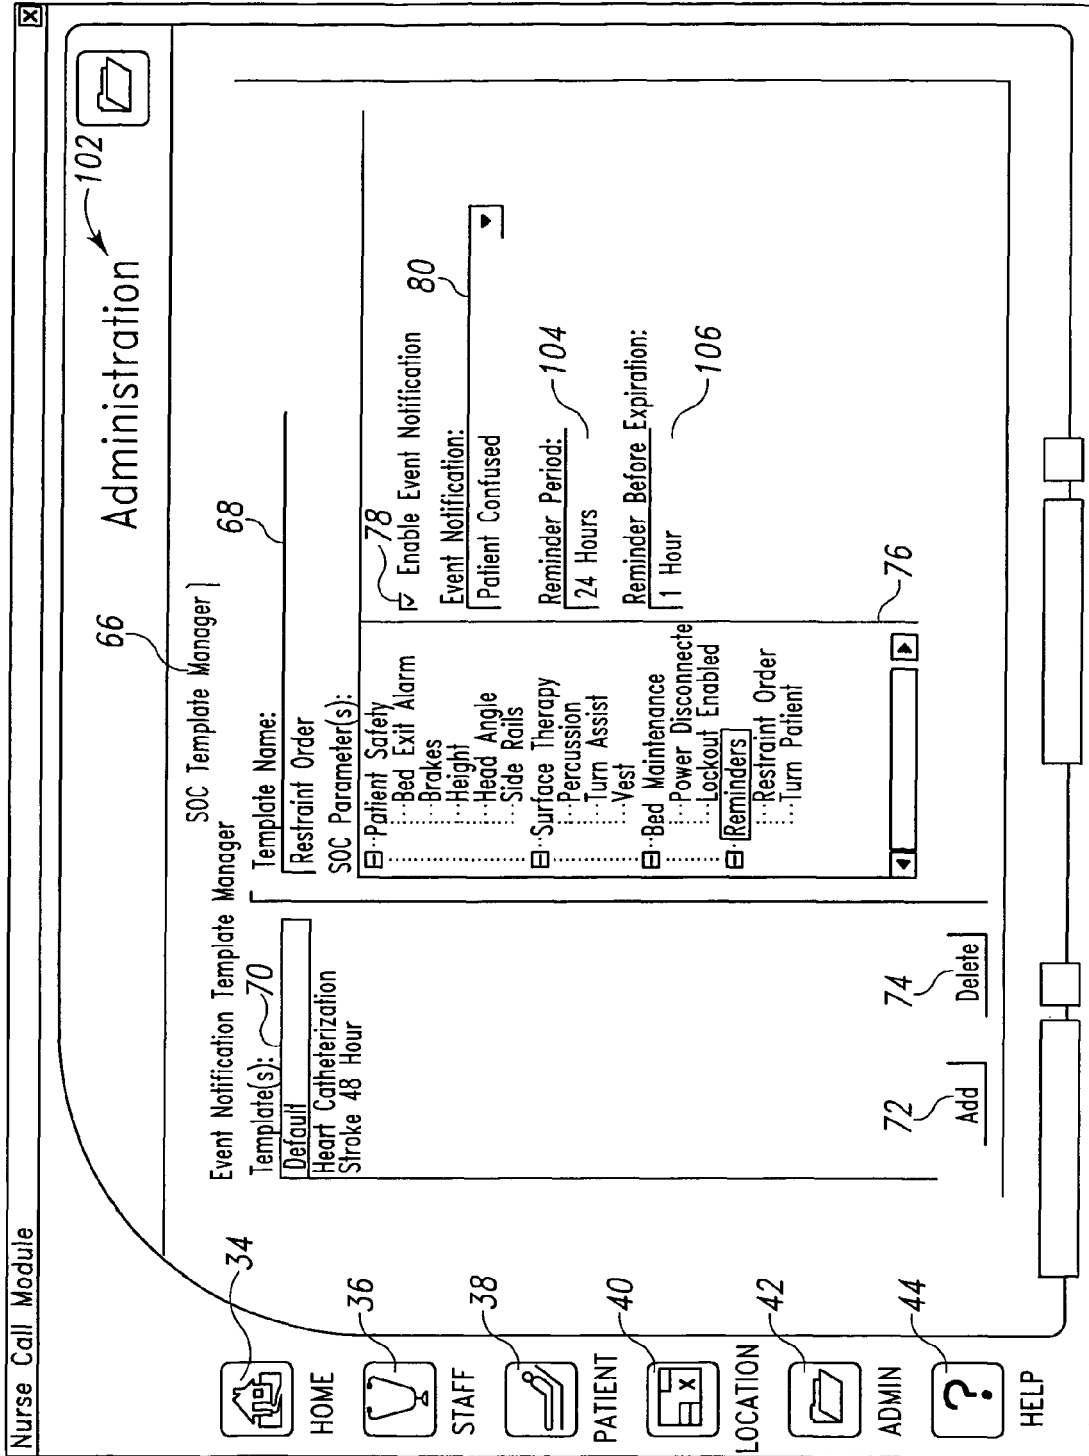 Nurse Call Module
X
34
HOME
36
STAFF
38
PATIENT
40
X
LOCATION
42
ADMIN
?
44
HELP
Administration
102
66
SOC Template Manager
Event Notification Template Manager
Template(s):
70
Default
Heart Catheterization
Stroke 48 Hour
72
Add
74
Delete
Template Name:
68
Restraint Order
SOC Parameter(s):
Patient Safety
Bed Exit Alarm
Brakes
Height
Head Angle
Side Rails
Surface Therapy
Percussion
Turn Assist
Vest
Bed Maintenance
Power Disconnecte
Lockout Enabled
Reminders
Restraint Order
Turn Patient
76
78
Enable Event Notification
Event Notification:
80
Patient Confused
Reminder Period:
24 Hours
104
Reminder Before Expiration:
1 Hour
106